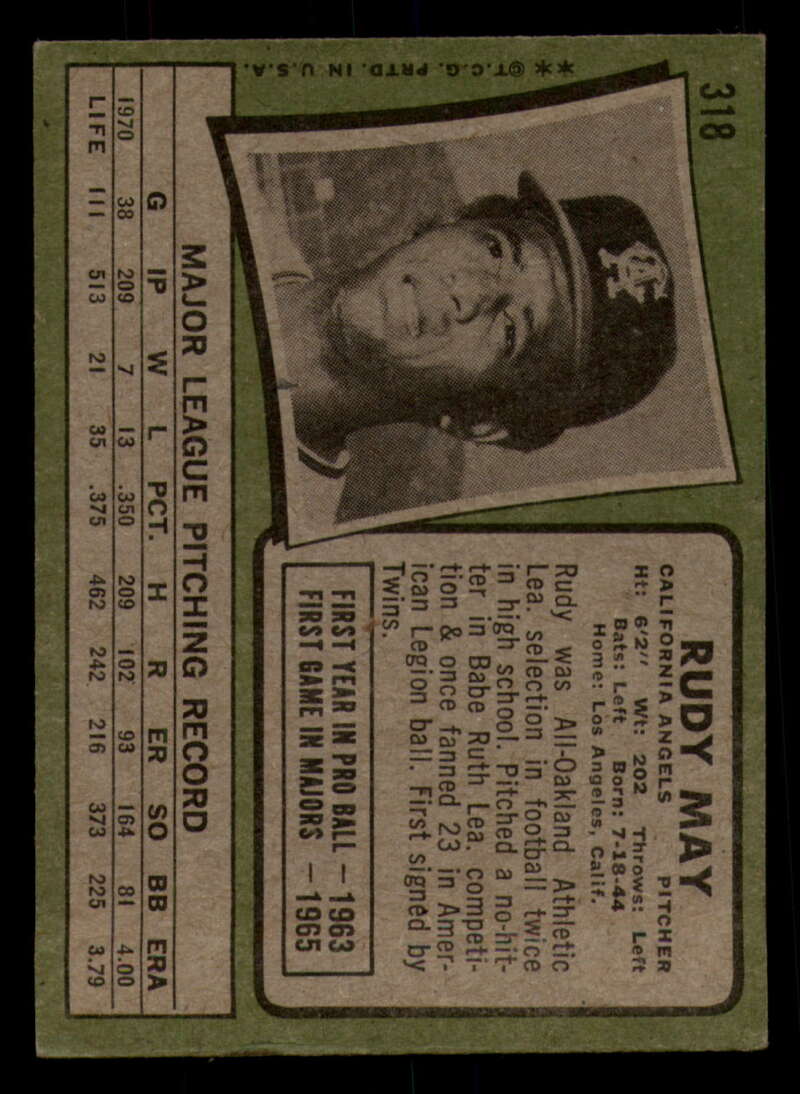 318
**©T.C.G. PRTD. IN U.S.A.
RUDY MAY
CALIFORNIA ANGELS PITCHER
Ht: 6'2" Wt: 202 Throws: Left
Bats: Left Born: 7-18-44
Home: Los Angeles, Calif.
Rudy was All-Oakland Athletic
Lea. selection in football twice
in high school. Pitched a no-hit-
ter in Babe Ruth Lea. competi-
tion & once fanned 23 in Amer-
ican Legion ball. First signed by
Twins.
FIRST YEAR IN PRO BALL — 1963
FIRST GAME IN MAJORS — 1965
MAJOR LEAGUE PITCHING RECORD
G IP W L PCT. H R ER SO BB ERA
1970 38 209 7 13 .350 209 102 93 164 81 4.00
LIFE 111 513 21 35 .375 462 242 216 373 225 3.79